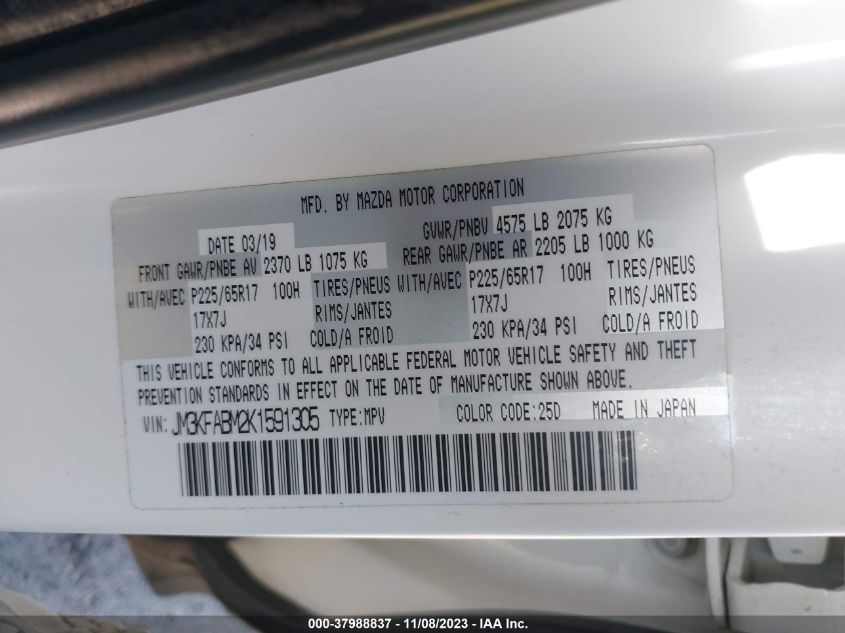 MFD. BY MAZDA MOTOR CORPORATION
DATE 03/19 GVWR/PNBV 4575 LB 2075 KG
FRONT GAWR/PNBE AV 2370 LB 1075 KG REAR GAWR/PNBE AR 2205 LB 1000 KG
WITH/AVEC P225/65R17 100H TIRES/PNEUS WITH/AVEC P225/65R17 100H TIRES/PNEUS
17X7J RIMS/JANTES 17X7J RIMS/JANTES
230 KPA/34 PSI COLD/A FROID 230 KPA/34 PSI COLD/A FROID
THIS VEHICLE CONFORMS TO ALL APPLICABLE FEDERAL MOTOR VEHICLE SAFETY AND THEFT
PREVENTION STANDARDS IN EFFECT ON THE DATE OF MANUFACTURE SHOWN ABOVE.
VIN: JM3KFABM2K1591305 TYPE:MPV COLOR CODE:25D MADE IN JAPAN
000-37988837 - 11/08/2023 - IAA Inc.